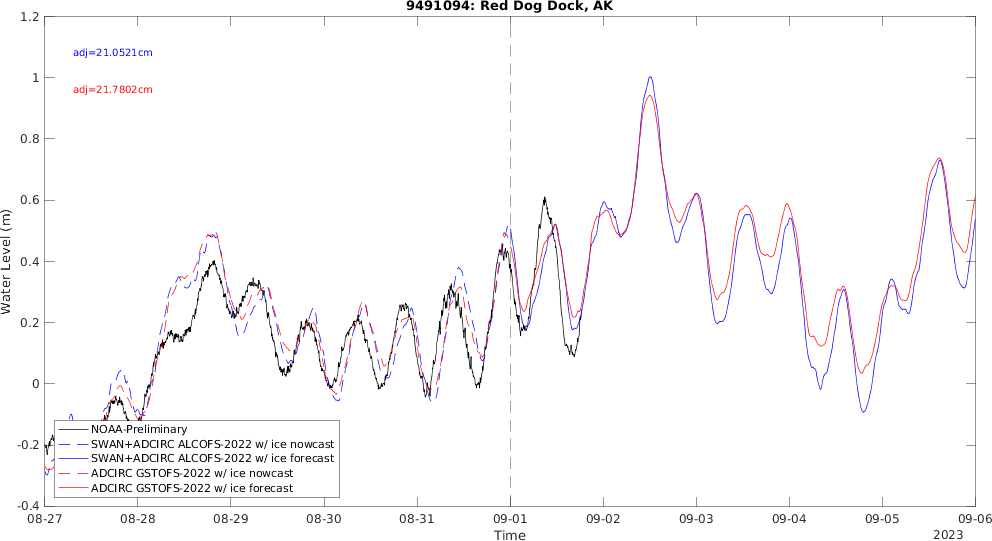 9491094: Red Dog Dock, AK
adj=21.0521cm
adj=21.7802cm
Water Level (m)
1.2
1
0.8
0.6
0.4
0.2
0
-0.2
-0.4
NOAA-Preliminary
SWAN+ADCIRC ALCOFS-2022 w/ ice nowcast
SWAN+ADCIRC ALCOFS-2022 w/ ice forecast
ADCIRC GSTOFS-2022 w/ ice nowcast
ADCIRC GSTOFS-2022 w/ ice forecast
08-27 08-28 08-29 08-30 08-31 09-01 09-02 09-03 09-04 09-05 09-06
Time
2023